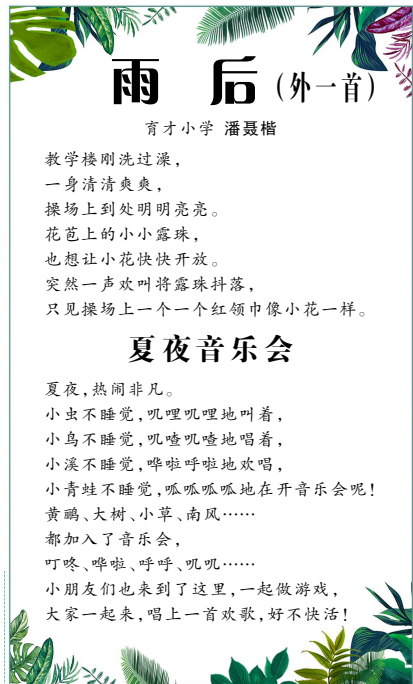 雨 后（外一首）
育才小学 潘聂楷
教学楼刚洗过澡，
一身清清爽爽，
操场上到处明明亮亮。
花苞上的小小露珠，
也想让小花快快开放。
突然一声欢叫将露珠抖落，
只见操场上一个一个红领巾像小花一样。
夏夜音乐会
夏夜，热闹非凡。
小虫不睡觉，叽哩叽哩地叫着，
小鸟不睡觉，叽喳叽喳地唱着，
小溪不睡觉，哗啦呼啦地欢唱，
小青蛙不睡觉，呱呱呱呱地在开音乐会呢！
黄鹂、大树、小草、南风……
都加入了音乐会，
叮咚、哗啦、呼呼、叽叽……
小朋友们也来到了这里，一起做游戏，
大家一起来，唱上一首欢歌，好不快活！